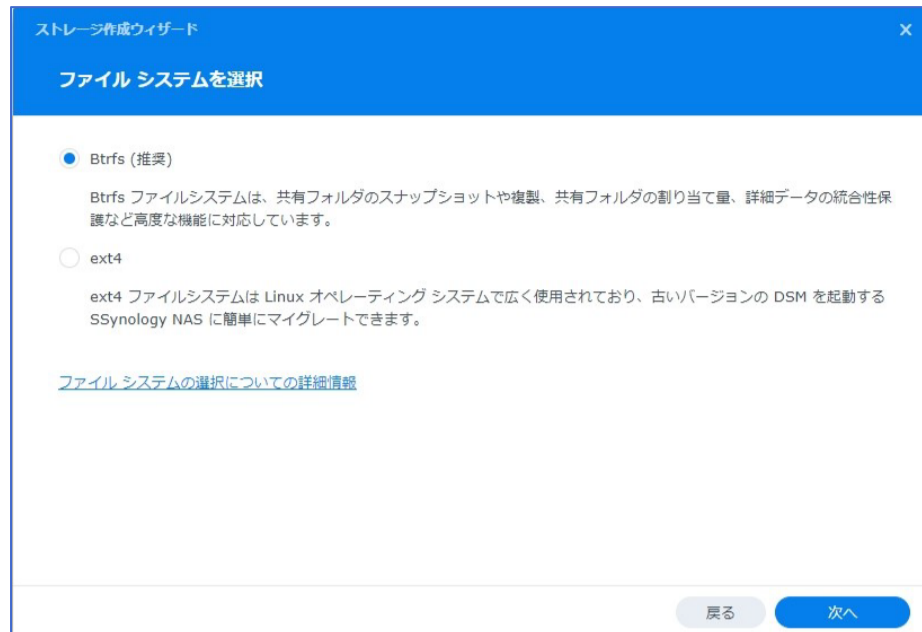 ストレージ作成ウィザード
X
ファイル システムを選択
Btrfs (推奨)
Btrfs ファイルシステムは、共有フォルダのスナップショットや複製、共有フォルダの割り当て量、詳細データの統合性保
護など高度な機能に対応しています。
ext4
ext4 ファイルシステムは Linux オペレーティング システムで広く使用されており、古いバージョンの DSM を起動する
SSynology NAS に簡単にマイグレートできます。
ファイル システムの選択についての詳細情報
戻る
次へ